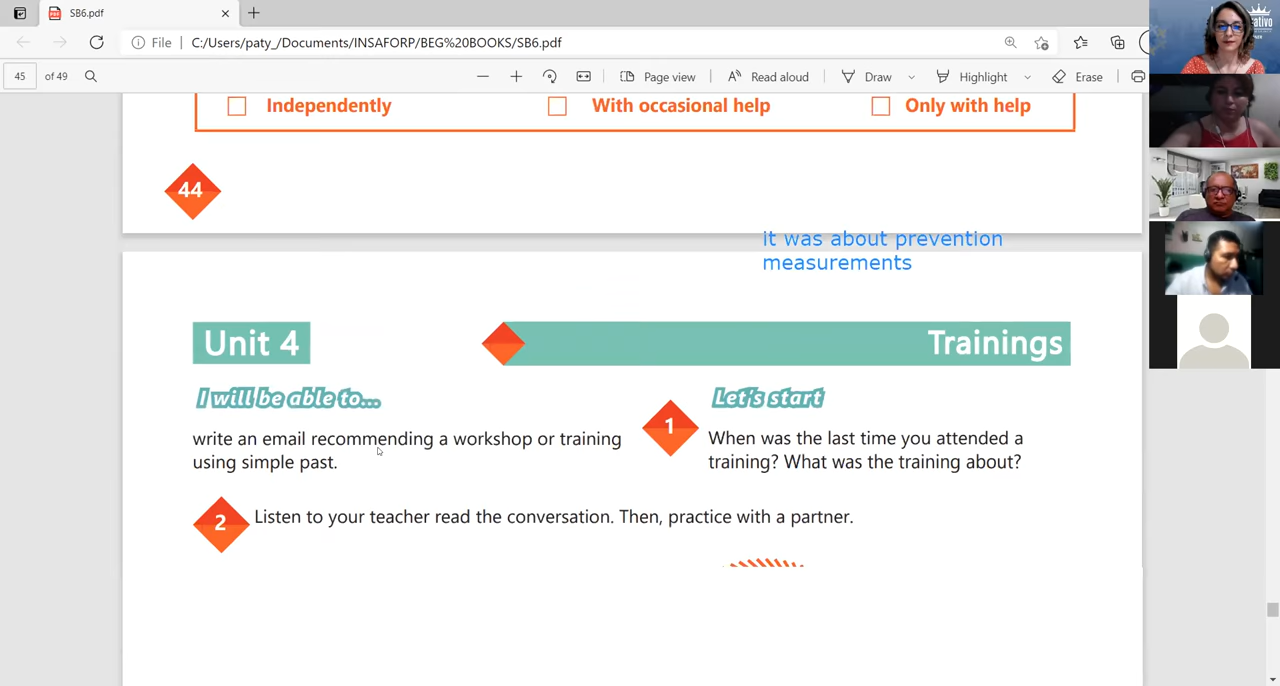 SB6.pdf
File | C:/Users/paty_/Documents/INSAFORP/BEG%20BOOKS/SB6.pdf
45 of 49
Page view
Read aloud
Draw
Highlight
Erase
Independently
With occasional help
Only with help
44
it was about prevention
measurements
Unit 4
Trainings
I will be able to...
Let's start
write an email recommending a workshop or training
using simple past.
1
When was the last time you attended a
training? What was the training about?
2
Listen to your teacher read the conversation. Then, practice with a partner.